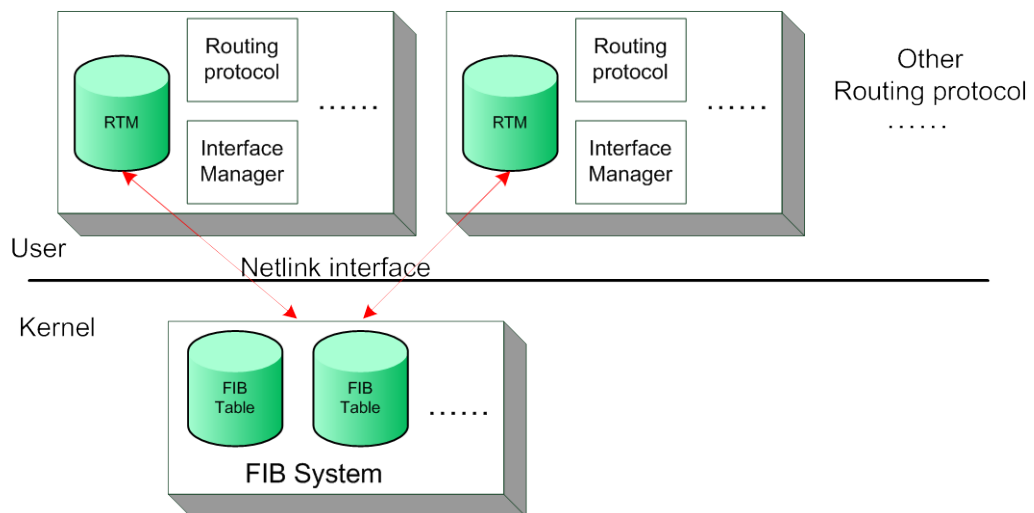 Routing
protocol
RTM
......
Interface
Manager
Routing
protocol
RTM
......
Interface
Manager
Other
Routing protocol
......
User
Netlink interface
Kernel
FIB
Table
FIB
Table
......
FIB System